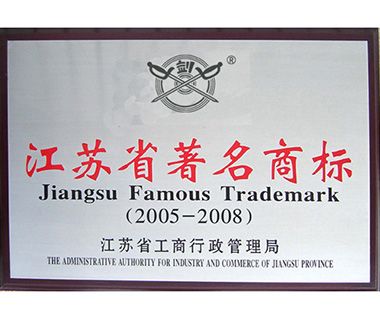 剑
®
江苏省著名商标
Jiangsu Famous Trademark
(2005-2008)
江苏省工商行政管理局
THE ADMINISTRATIVE AUTHORITY FOR INDUSTRY AND COMMERCE OF JIANGSU PROVINCE